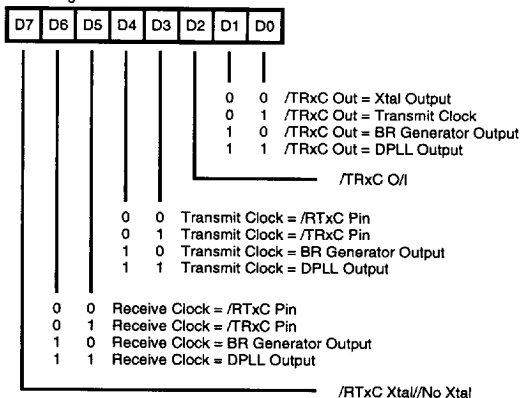 D7 D6 D5 D4 D3 D2 D1 D0
0 0 /TRxC Out = Xtal Output
0 1 /TRxC Out = Transmit Clock
1 0 /TRxC Out = BR Generator Output
1 1 /TRxC Out = DPLL Output
/TRxC O/I
0 0 Transmit Clock = /RTxC Pin
0 1 Transmit Clock = /TRxC Pin
1 0 Transmit Clock = BR Generator Output
1 1 Transmit Clock = DPLL Output
0 0 Receive Clock = /RTxC Pin
0 1 Receive Clock = /TRxC Pin
1 0 Receive Clock = BR Generator Output
1 1 Receive Clock = DPLL Output
/RTxC Xtal//No Xtal